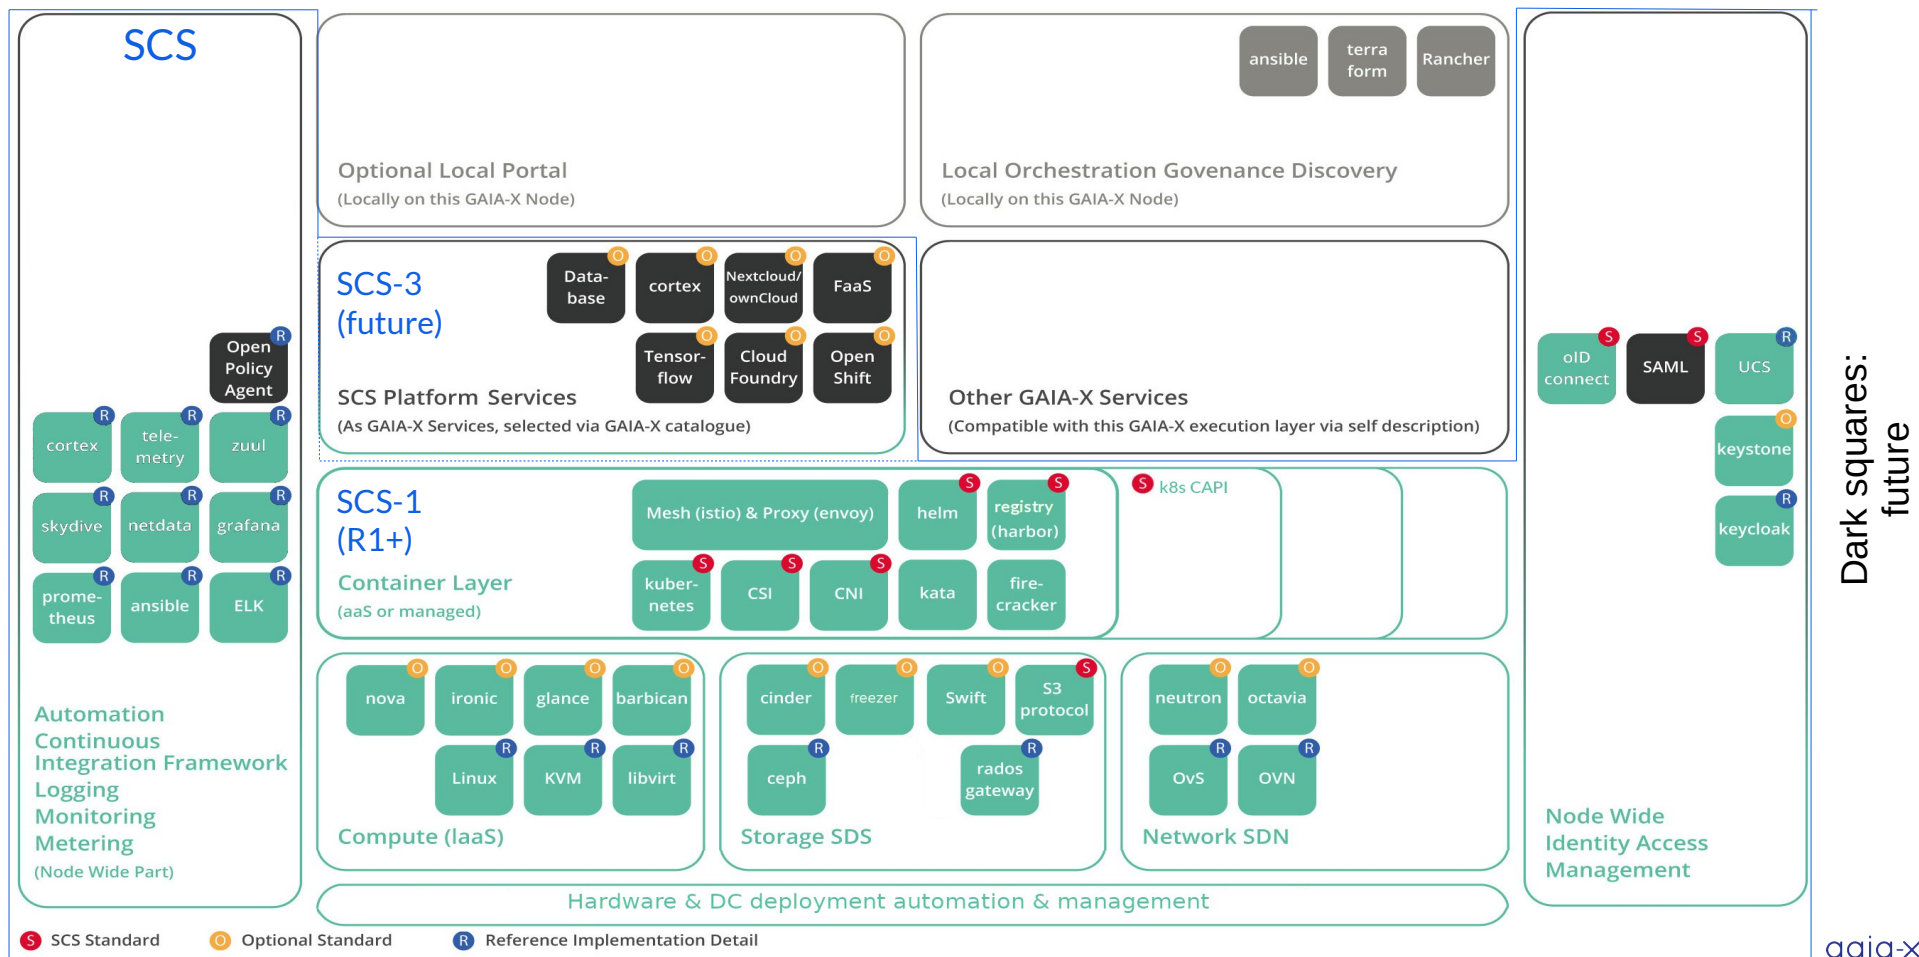 SCS
R
Open
Policy
Agent
R
cortex
R
tele-
metry
R
zuul
R
skydive
R
netdata
R
grafana
R
prome-
theus
R
ansible
R
ELK
Automation
Continuous
Integration Framework
Logging
Monitoring
Metering
(Node Wide Part)
Optional Local Portal
(Locally on this GAIA-X Node)
ansible
terra
form
Rancher
Local Orchestration Govenance Discovery
(Locally on this GAIA-X Node)
SCS-3
(future)
O
Data-
base
O
cortex
O
Nextcloud/
ownCloud
O
FaaS
O
Tensor-
flow
O
Cloud
Foundry
O
Open
Shift
SCS Platform Services
(As GAIA-X Services, selected via GAIA-X catalogue)
Other GAIA-X Services
(Compatible with this GAIA-X execution layer via self description)
SCS-1
(R1+)
Mesh (istio) & Proxy (envoy)
S
helm
S
registry
(harbor)
S
kuber-
netes
S
CSI
S
CNI
kata
fire-
cracker
Container Layer
(aaS or managed)
S k8s CAPI
O
nova
O
ironic
O
glance
O
barbican
R
Linux
R
KVM
R
libvirt
Compute (IaaS)
O
cinder
O
freezer
O
Swift
S
S3
protocol
R
ceph
R
rados
gateway
Storage SDS
O
neutron
O
octavia
R
OvS
R
OVN
Network SDN
Hardware & DC deployment automation & management
S
oID
connect
S
SAML
R
UCS
O
keystone
R
keycloak
Node Wide
Identity Access
Management
Dark squares:
future
S SCS Standard
O Optional Standard
R Reference Implementation Detail
gaia-x